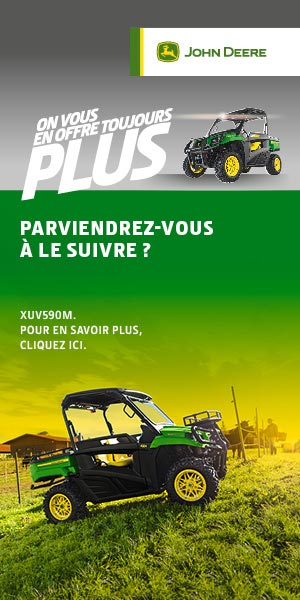 JOHN DEERE
ON VOUS
EN OFFRE TOUJOURS
PLUS
PARVIENDREZ-VOUS
À LE SUIVRE ?
XUV590M.
POUR EN SAVOIR PLUS,
CLIQUEZ ICI.